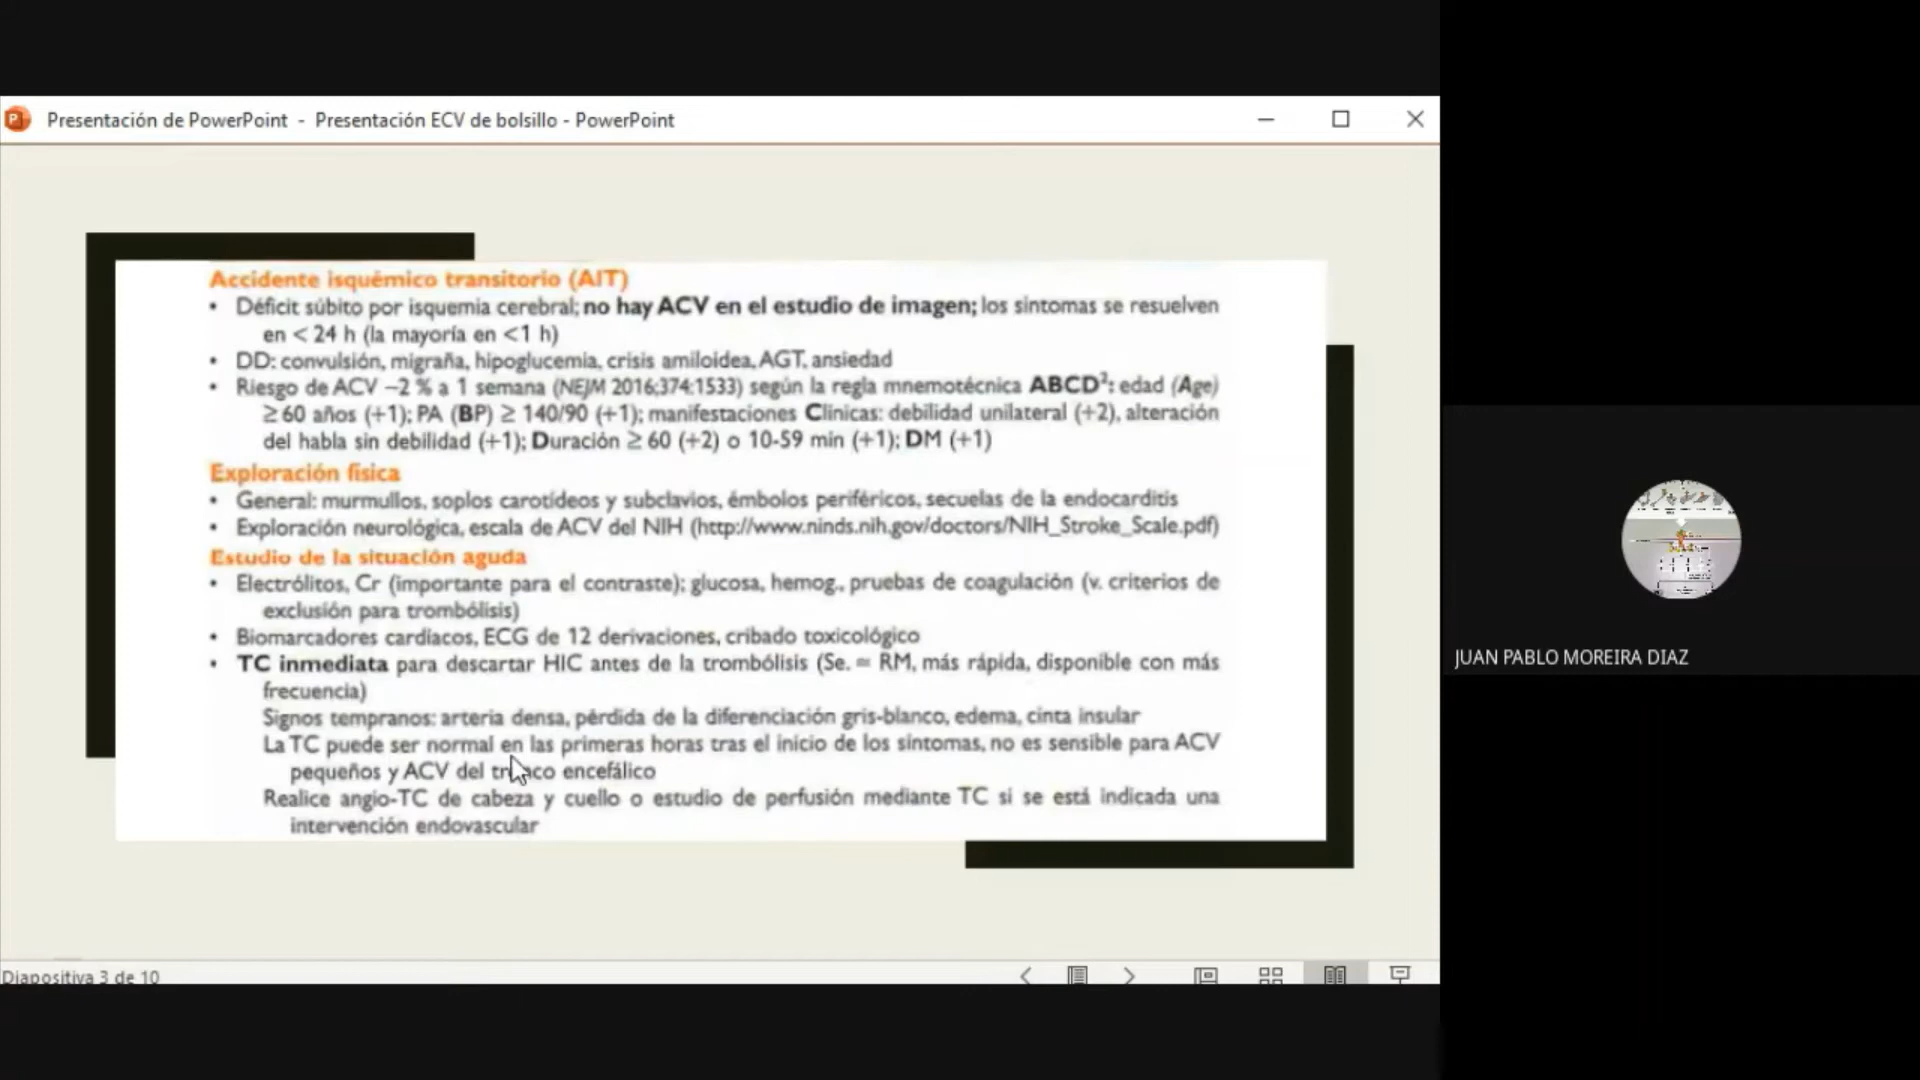 Presentación de PowerPoint - Presentación ECV de bolsillo - PowerPoint
Accidente isquémico transitorio (AIT)
• Déficit súbito por isquemia cerebral; no hay ACV en el estudio de imagen; los síntomas se resuelven
en < 24 h (la mayoría en <1 h)
• DD: convulsión, migraña, hipoglucemia, crisis amiloidea, AGT, ansiedad
• Riesgo de ACV ~2 % a 1 semana (NEJM 2016;374:1533) según la regla mnemotécnica ABCD²: edad (Age)
≥ 60 años (+1); PA (BP) ≥ 140/90 (+1); manifestaciones Clínicas: debilidad unilateral (+2), alteración
del habla sin debilidad (+1); Duración ≥ 60 (+2) o 10-59 min (+1); DM (+1)
Exploración física
• General: murmullos, soplos carotídeos y subclavios, émbolos periféricos, secuelas de la endocarditis
• Exploración neurológica, escala de ACV del NIH (http://www.ninds.nih.gov/doctors/NIH_Stroke_Scale.pdf)
Estudio de la situación aguda
• Electrólitos, Cr (importante para el contraste); glucosa, hemog., pruebas de coagulación (v. criterios de
exclusión para trombólisis)
• Biomarcadores cardíacos, ECG de 12 derivaciones, cribado toxicológico
• TC inmediata para descartar HIC antes de la trombólisis (Se. ≈ RM, más rápida, disponible con más
frecuencia)
Signos tempranos: arteria densa, pérdida de la diferenciación gris-blanco, edema, cinta insular
La TC puede ser normal en las primeras horas tras el inicio de los síntomas, no es sensible para ACV
pequeños y ACV del tronco encefálico
Realice angio-TC de cabeza y cuello o estudio de perfusión mediante TC si se está indicada una
intervención endovascular
Diapositiva 3 de 10
JUAN PABLO MOREIRA DIAZ